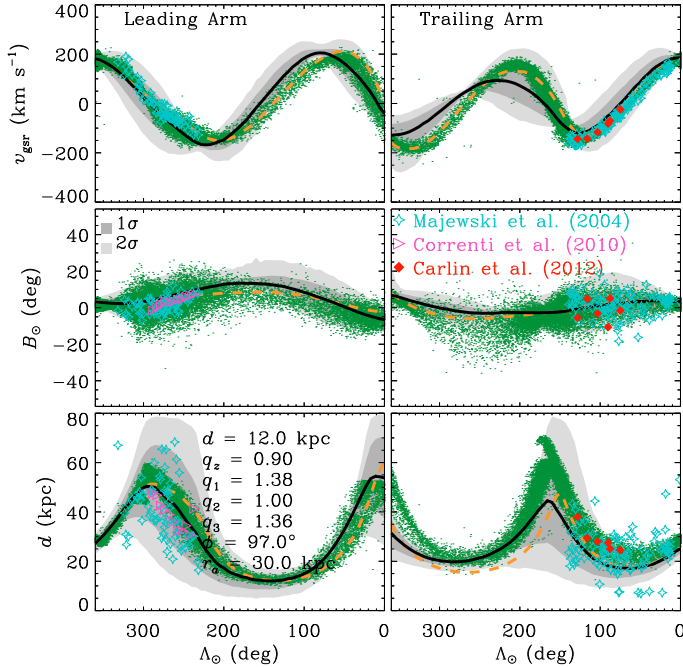 Leading Arm
Trailing Arm
400
200
0
−200
−400
v_gsr (km s⁻¹)
1σ
2σ
Majewski et al. (2004)
Correnti et al. (2010)
Carlin et al. (2012)
40
20
0
−20
−40
B⊙ (deg)
d = 12.0 kpc
q_z = 0.90
q_1 = 1.38
q_2 = 1.00
q_3 = 1.36
ϕ = 97.0°
r_a = 30.0 kpc
80
60
40
20
0
d (kpc)
300 200 100 0
300 200 100 0
Λ⊙ (deg)
Λ⊙ (deg)